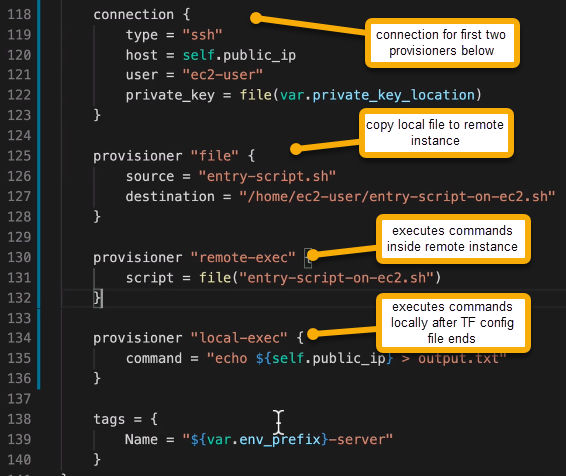 118 connection {
connection for first two
provisioners below
119 type = "ssh"
120 host = self.public_ip
121 user = "ec2-user"
122 private_key = file(var.private_key_location)
123 }
124
copy local file to remote
instance
125 provisioner "file" {
126 source = "entry-script.sh"
127 destination = "/home/ec2-user/entry-script-on-ec2.sh"
128 }
129
executes commands
inside remote instance
130 provisioner "remote-exec" {
131 script = file("entry-script-on-ec2.sh")
132 }
133
executes commands
locally after TF config
file ends
134 provisioner "local-exec" {
135 command = "echo ${self.public_ip} > output.txt"
136 }
137
138 tags = {
139 Name = "${var.env_prefix}-server"
140 }